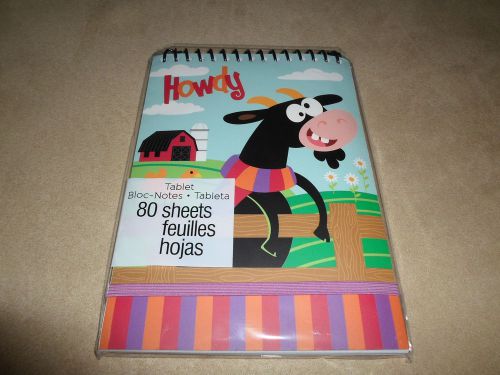 Howdy
Tablet
Bloc-Notes • Tableta
80 sheets
feuilles
hojas